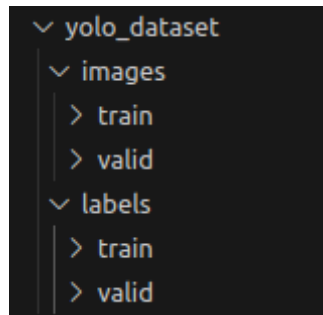 yolo_dataset
images
train
valid
labels
train
valid